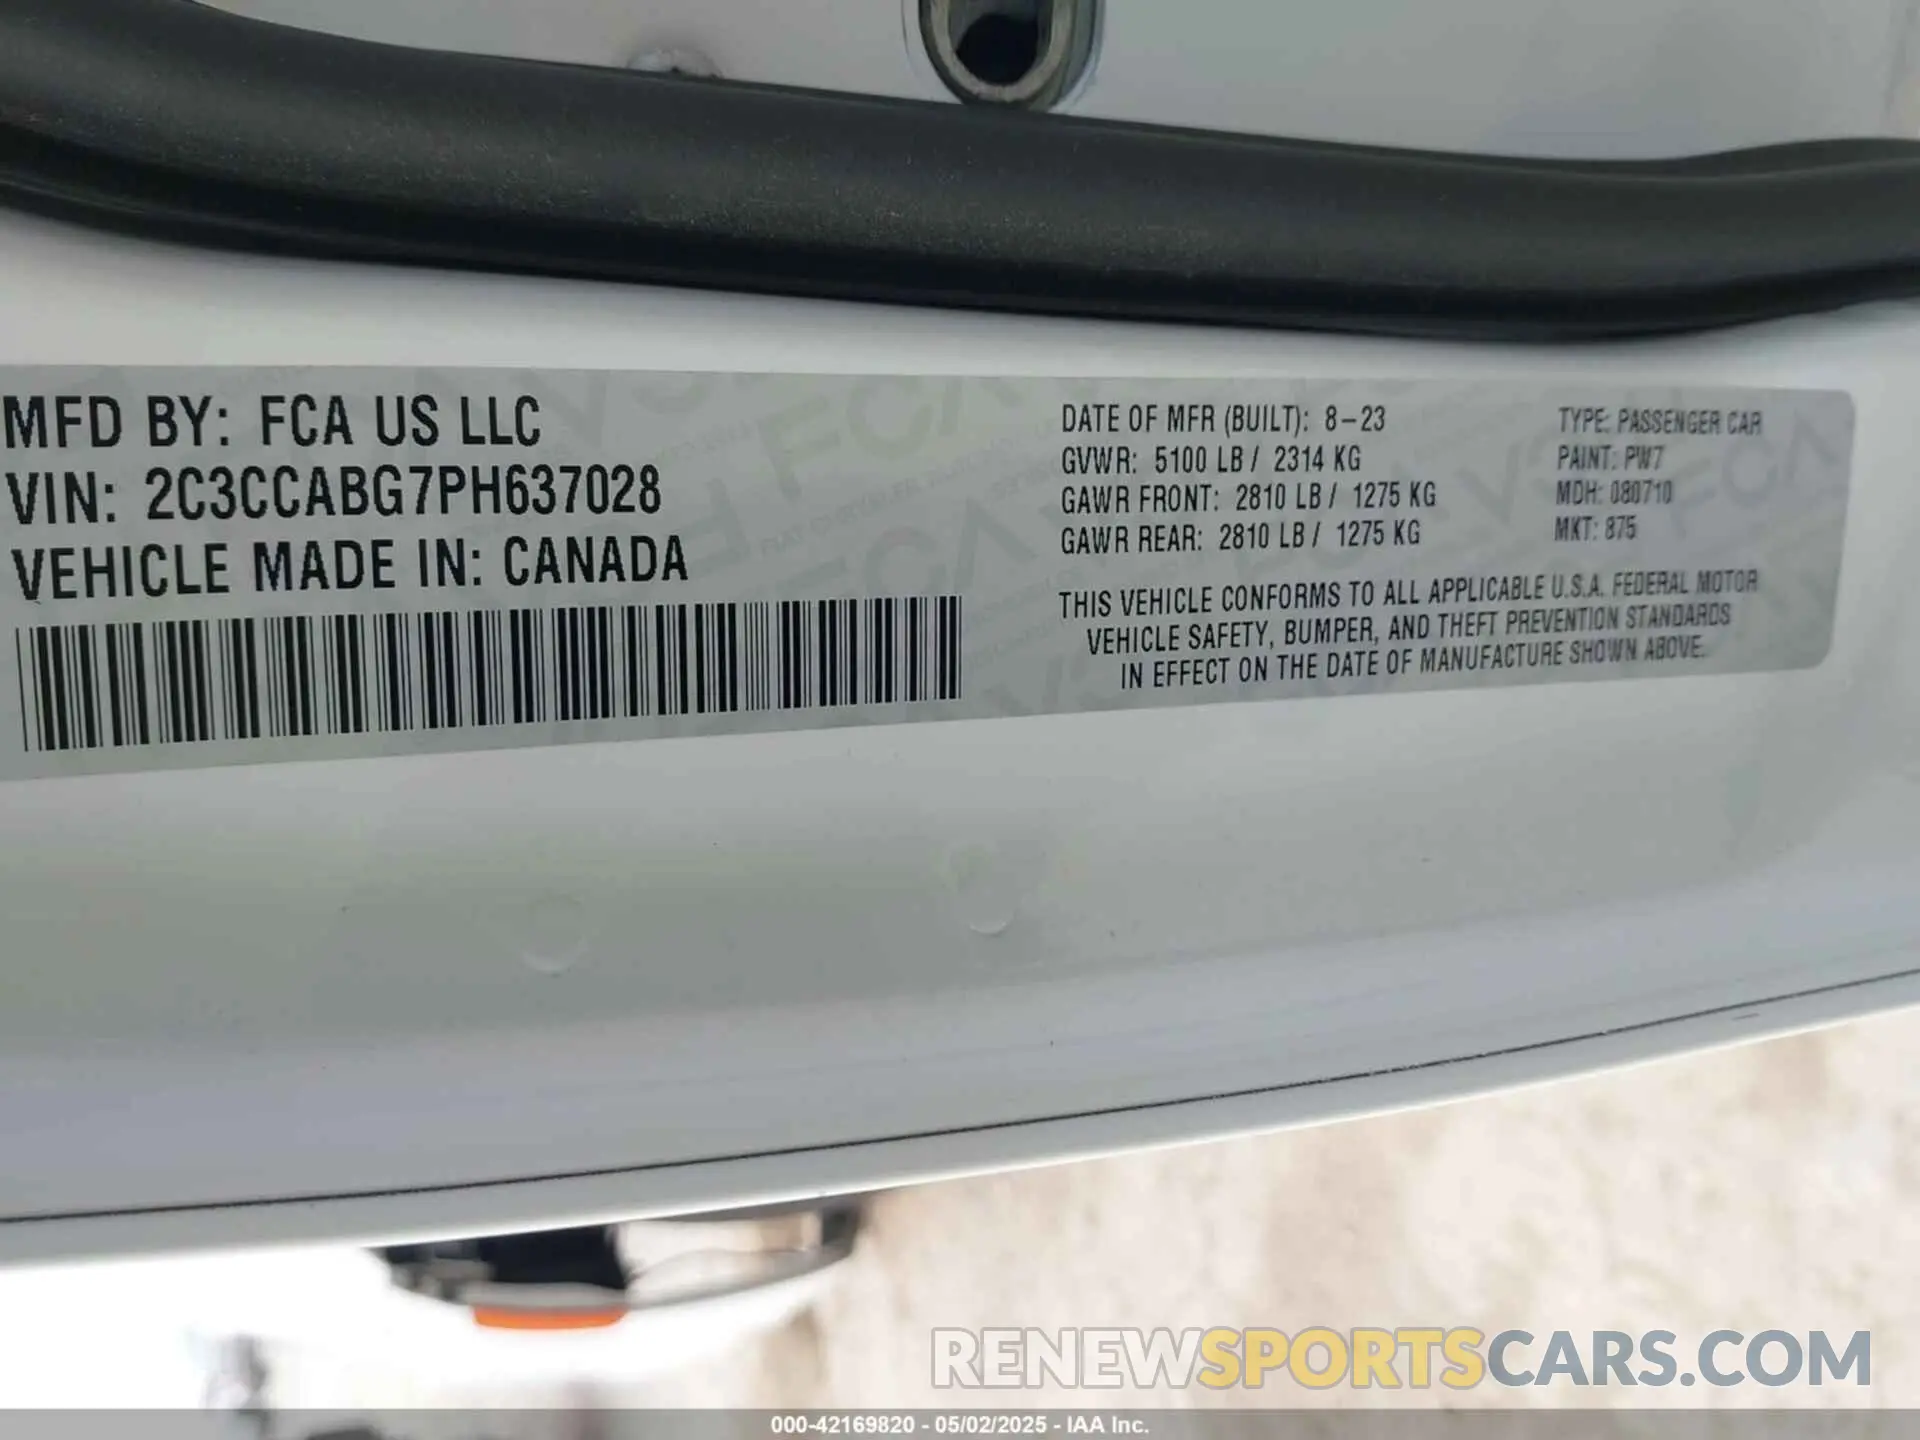 MFD BY: FCA US LLC
VIN: 2C3CCABG7PH637028
VEHICLE MADE IN: CANADA
DATE OF MFR (BUILT): 8-23
GVWR: 5100 LB / 2314 KG
GAWR FRONT: 2810 LB / 1275 KG
GAWR REAR: 2810 LB / 1275 KG
TYPE: PASSENGER CAR
PAINT: PW7
MDH: 080710
MKT: 875
THIS VEHICLE CONFORMS TO ALL APPLICABLE U.S.A. FEDERAL MOTOR
VEHICLE SAFETY, BUMPER, AND THEFT PREVENTION STANDARDS
IN EFFECT ON THE DATE OF MANUFACTURE SHOWN ABOVE.
RENEWSPORTSCARS.COM
000-42169820 - 05/02/2025 - IAA Inc.